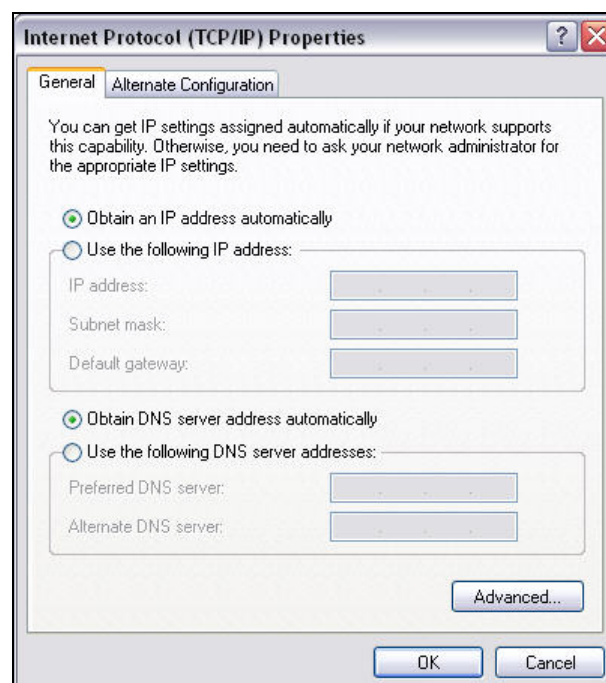 Internet Protocol (TCP/IP) Properties
General
Alternate Configuration
You can get IP settings assigned automatically if your network supports
this capability. Otherwise, you need to ask your network administrator for
the appropriate IP settings.
Obtain an IP address automatically
Use the following IP address:
IP address:
Subnet mask:
Default gateway:
Obtain DNS server address automatically
Use the following DNS server addresses:
Preferred DNS server:
Alternate DNS server:
Advanced...
OK
Cancel